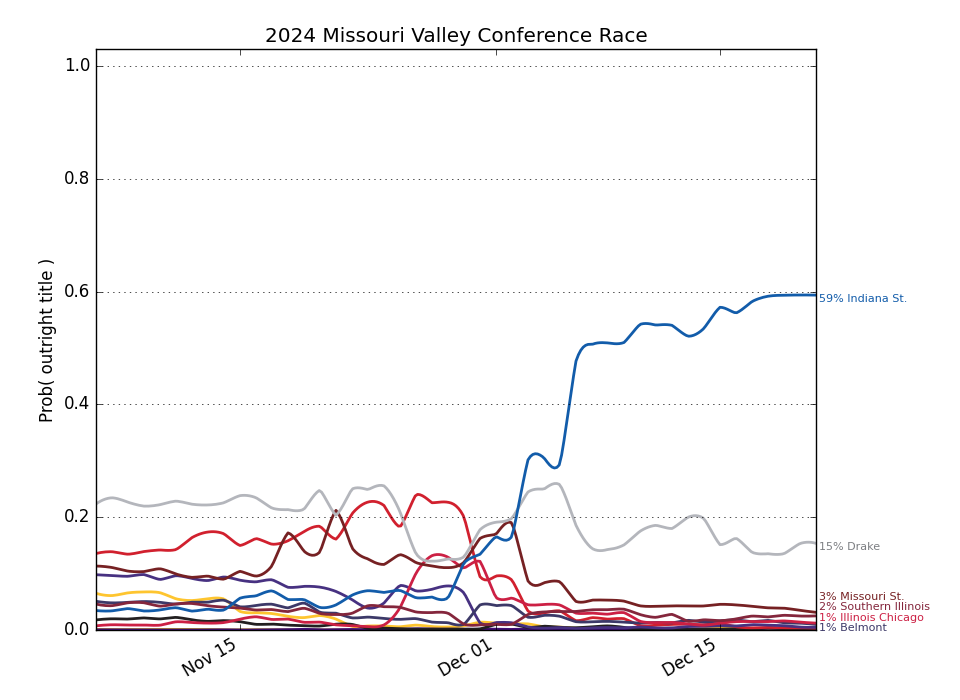 2024 Missouri Valley Conference Race
1.0
0.8
0.6
0.4
0.2
0.0
Prob( outright title )
59% Indiana St.
15% Drake
3% Missouri St.
2% Southern Illinois
1% Illinois Chicago
1% Belmont
Nov 15
Dec 01
Dec 15